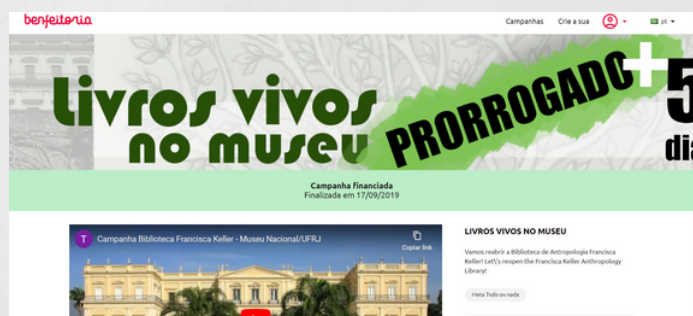 benfeitoria
Campanhas Crie a sua pt
Livros vivos
no museu
PRORROGADO
+5
dia
Campanha financiada
Finalizada em 17/09/2019
T Campanha Biblioteca Francisca Keller - Museu Nacional/UFRJ
Copiar link
LIVROS VIVOS NO MUSEU
Vamos reabrir a Biblioteca de Antropologia Francisca
Keller! Let\'s reopen the Francisca Keller Anthropology
Library!
Meta Tudo ou nada